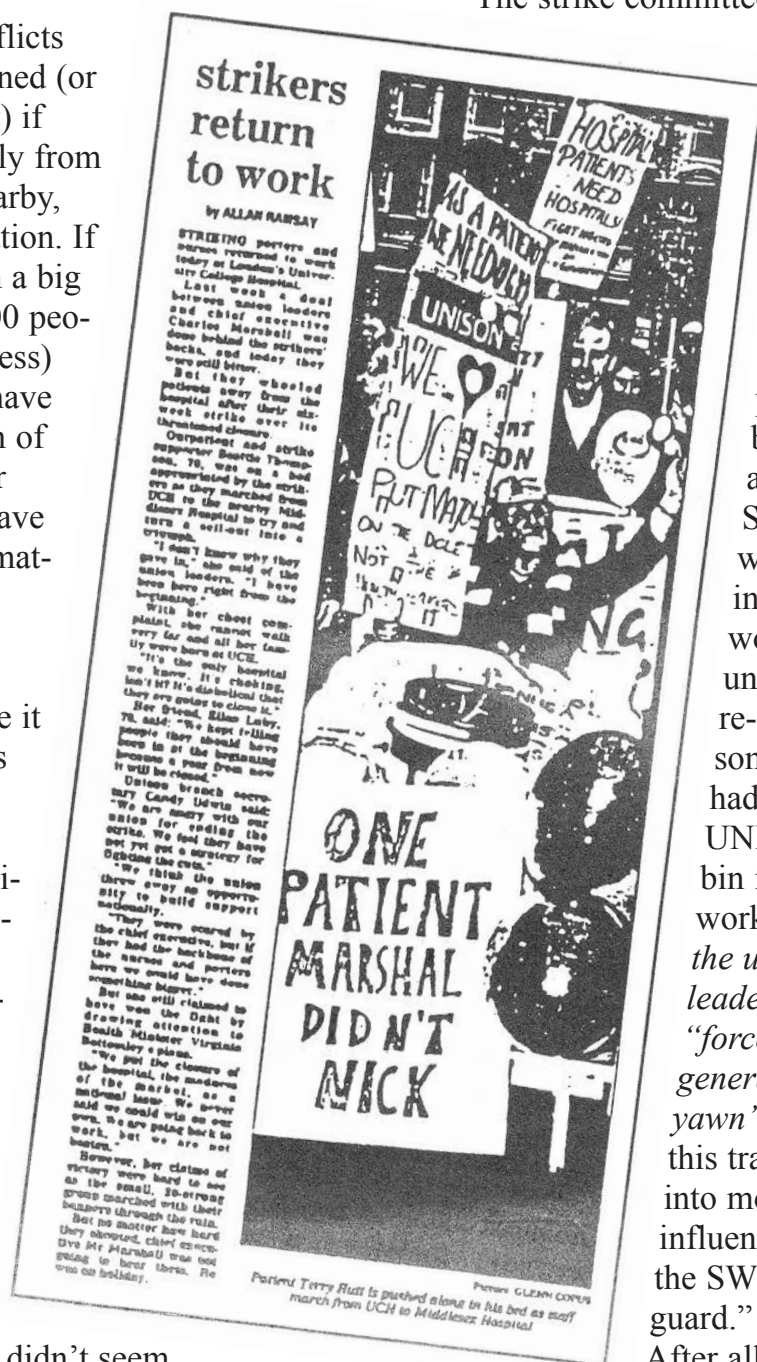 The strike committee
flicts
ned (or
) if
ly from
arby,
tion. If
a big
00 peo-
ess)
have
of
r
ave
mat-
e it
s
i-
-
-
didn't seem
strikers
return
to work
by ALLAN RAMSAY
STRIKING porters and
nurses returned to work
today at London's Univer-
sity College Hospital.
Last week a deal
between union leaders
and chief executive
Charles Marshall was
done behind the strikers'
backs, and today they
were still bitter.
But they wheeled
patients away from the
hospital after their six-
week strike over its
threatened closure.
Outpatient and strike
supporter Beattie Thomp-
son, 70, was on a bed
appropriated by the strik-
ers as they marched from
UCH to the nearby Mid-
dlesex Hospital to try and
turn a sell-out into a
triumph.
"I don't know why they
gave in," she said of the
union leaders. "I have
been here right from the
beginning."
With her chest com-
plaint, she cannot walk
very far and all her fam-
ily were born at UCH.
"It's the only hospital
we know. It's choking,
isn't it? It's diabolical that
they are going to close it."
Her friend, Ellen Luby,
70, said: "We kept telling
people they should have
been in at the beginning
because a year from now
it will be closed."
Unison branch secre-
tary Candy Udwin said:
"We are angry with our
union for ending the
strike. We feel they have
not yet got a strategy for
fighting the cuts."
"We think the union
threw away an opportu-
nity to build support
nationally.
"They were scared by
the chief executive, but if
they had the backbone of
the nurses and porters
here we could have done
something bigger."
But she still claimed to
have won the fight by
drawing attention to
Health Minister Virginia
Bottomley's plans.
"We put the closure of
the hospital, the madness
of the market, as a
national issue. We never
said we could win on our
own. We are going back to
work, but we are not
beaten."
However, her claims of
victory were hard to see
as the small, 30-strong
group marched with their
banners through the rain.
But no matter how hard
they shouted, chief execu-
tive Mr Marshall was not
going to hear them. He
was on holiday.
HOSPITAL
PATIENTS
NEED
HOSPITALS
AS A PATIENT
WE NEED UCH
UNISON
WE
UCH
PUT
ON THE DOLE
NOT
IT
NG
ONE
PATIENT
MARSHAL
DIDN'T
NICK
Picture: GLENN COPUS
Patient Terry Hutt is pushed along in his bed as staff
march from UCH to Middlesex Hospital
b
a
S
w
in
wo
un
re-
som
had
UNI
bin
work
the u
leade
"forc
gener
yawn"
this tra
into mo
influen
the SW
guard."
After all